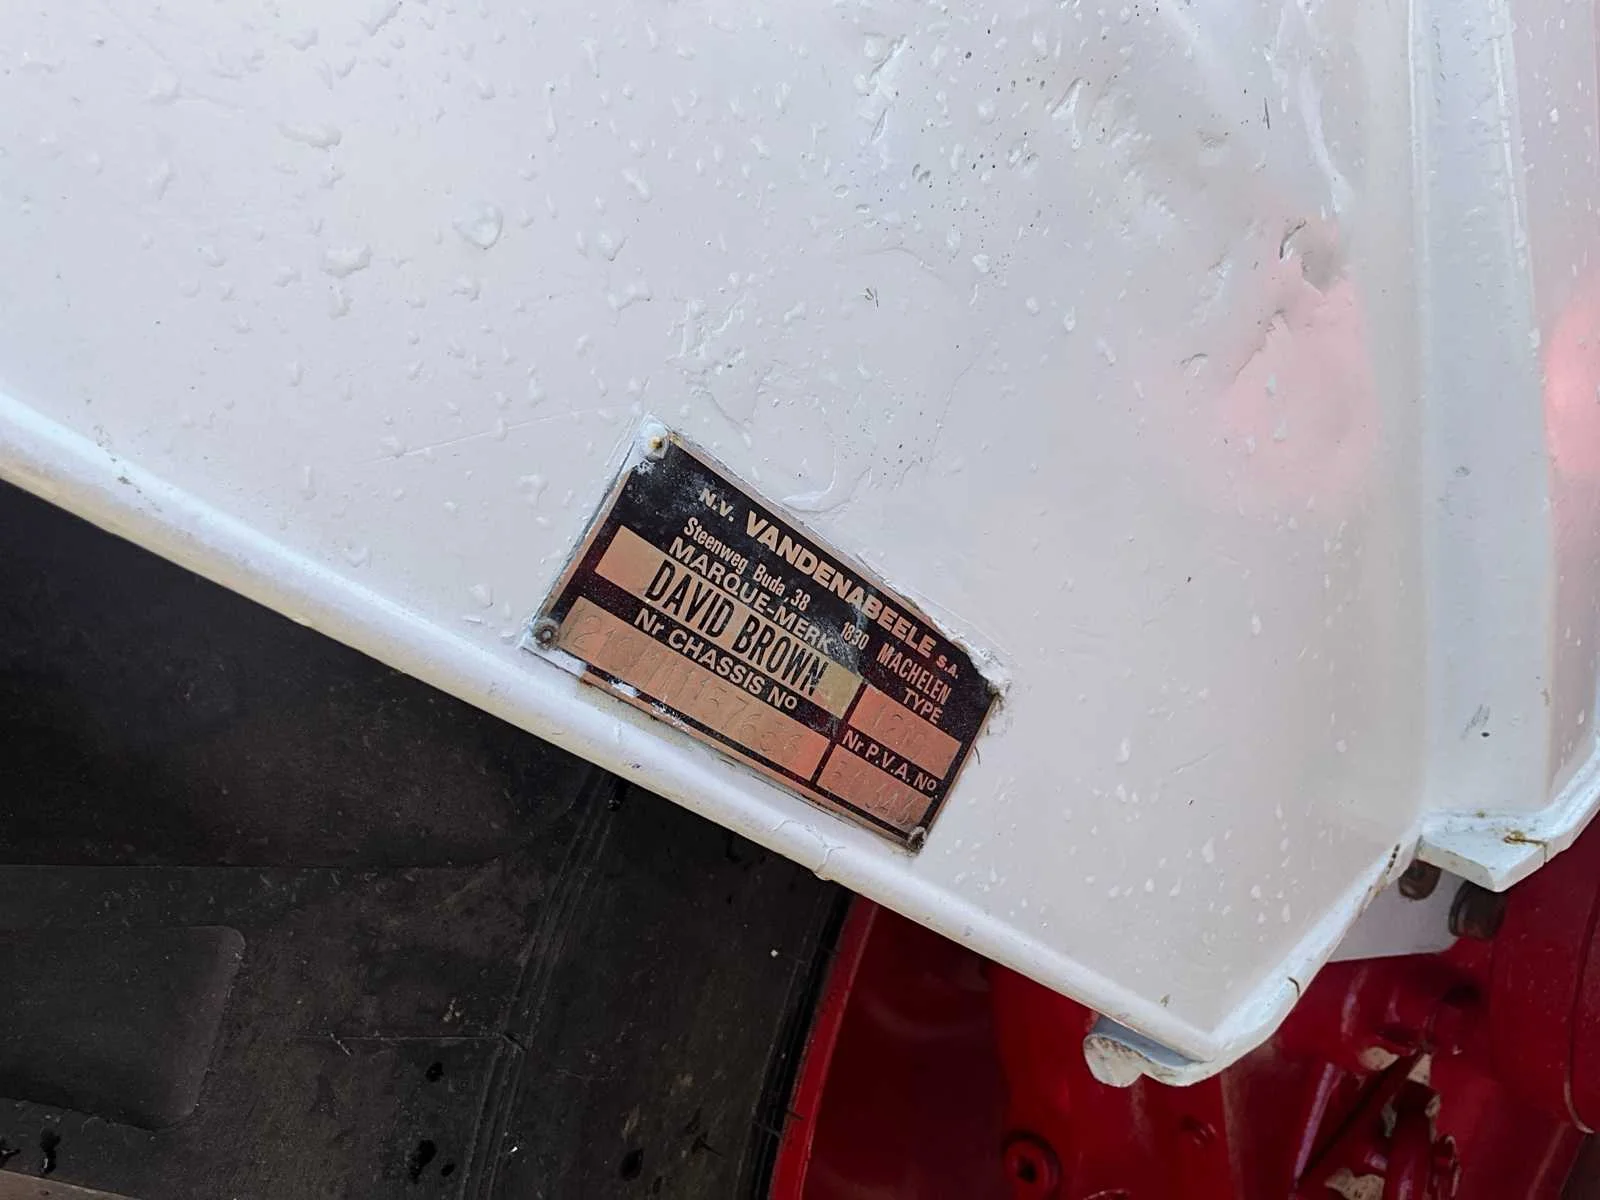 N.V. VANDENABEELE S.A.
Steenweg Buda, 38 1830 MACHELEN
MARQUE-MERK TYPE
DAVID BROWN
Nr CHASSIS No Nr P.V.A. No